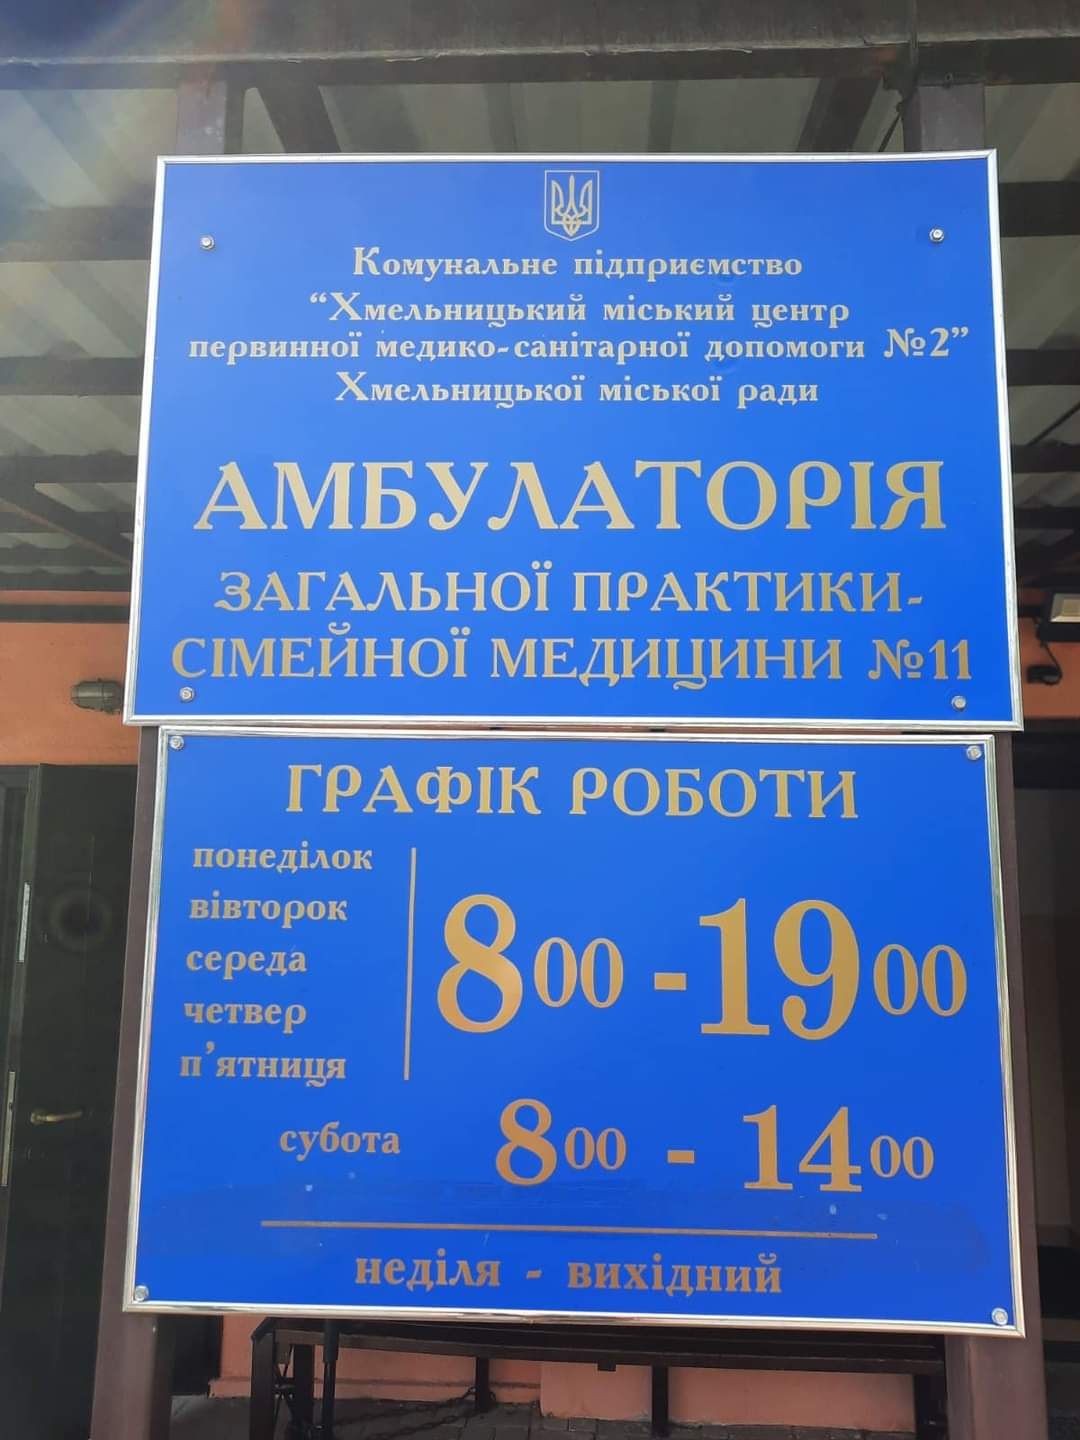 Комунальне підприємство
“Хмельницький міський центр
первинної медико-санітарної допомоги №2”
Хмельницької міської ради
АМБУЛАТОРІЯ
ЗАГАЛЬНОЇ ПРАКТИКИ-
СІМЕЙНОЇ МЕДИЦИНИ №11
ГРАФІК РОБОТИ
понеділок
вівторок
середа
четвер
п’ятниця
8 00 - 19 00
субота 8 00 - 14 00
неділя - вихідний